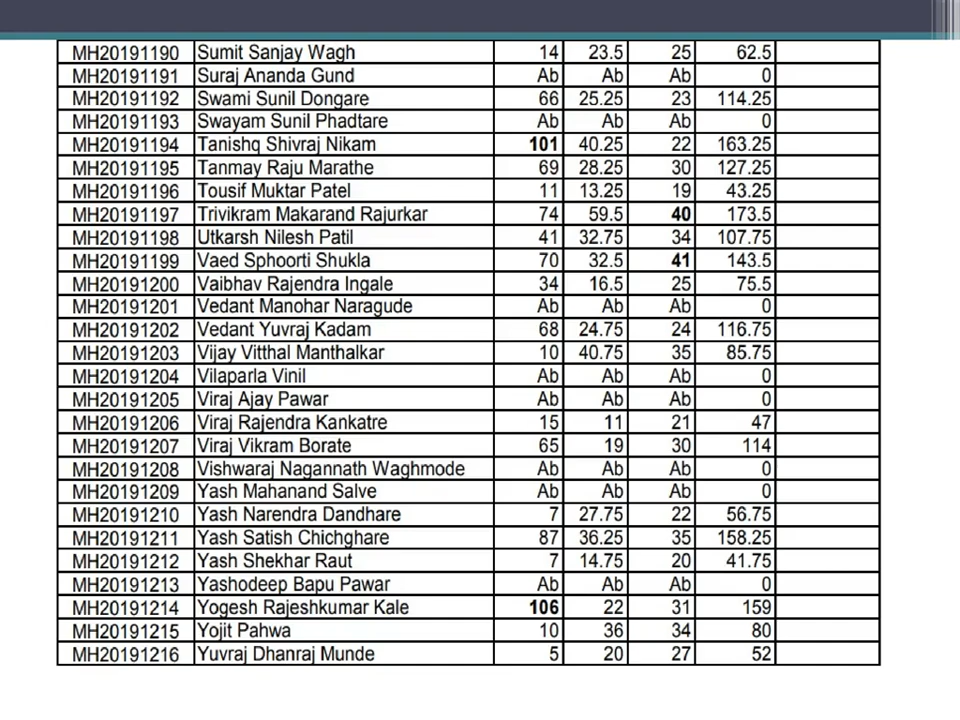 MH20191190 Sumit Sanjay Wagh 14 23.5 25 62.5
MH20191191 Suraj Ananda Gund Ab Ab Ab 0
MH20191192 Swami Sunil Dongare 66 25.25 23 114.25
MH20191193 Swayam Sunil Phadtare Ab Ab Ab 0
MH20191194 Tanishq Shivraj Nikam 101 40.25 22 163.25
MH20191195 Tanmay Raju Marathe 69 28.25 30 127.25
MH20191196 Tousif Muktar Patel 11 13.25 19 43.25
MH20191197 Trivikram Makarand Rajurkar 74 59.5 40 173.5
MH20191198 Utkarsh Nilesh Patil 41 32.75 34 107.75
MH20191199 Vaed Sphoorti Shukla 70 32.5 41 143.5
MH20191200 Vaibhav Rajendra Ingale 34 16.5 25 75.5
MH20191201 Vedant Manohar Naragude Ab Ab Ab 0
MH20191202 Vedant Yuvraj Kadam 68 24.75 24 116.75
MH20191203 Vijay Vitthal Manthalkar 10 40.75 35 85.75
MH20191204 Vilaparla Vinil Ab Ab Ab 0
MH20191205 Viraj Ajay Pawar Ab Ab Ab 0
MH20191206 Viraj Rajendra Kankatre 15 11 21 47
MH20191207 Viraj Vikram Borate 65 19 30 114
MH20191208 Vishwaraj Nagannath Waghmode Ab Ab Ab 0
MH20191209 Yash Mahanand Salve Ab Ab Ab 0
MH20191210 Yash Narendra Dandhare 7 27.75 22 56.75
MH20191211 Yash Satish Chichghare 87 36.25 35 158.25
MH20191212 Yash Shekhar Raut 7 14.75 20 41.75
MH20191213 Yashodeep Bapu Pawar Ab Ab Ab 0
MH20191214 Yogesh Rajeshkumar Kale 106 22 31 159
MH20191215 Yojit Pahwa 10 36 34 80
MH20191216 Yuvraj Dhanraj Munde 5 20 27 52